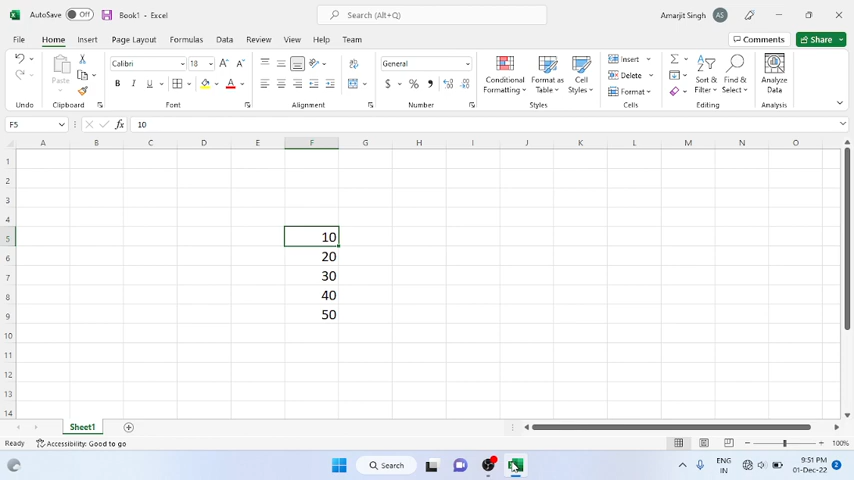 AutoSave Off Book1 - Excel Search (Alt+Q) Amarjit Singh AS
File Home Insert Page Layout Formulas Data Review View Help Team Comments Share
Calibri 18 General Conditional Formatting Format as Table Cell Styles Insert Delete Format Sort & Filter Find & Select Analyze Data
Paste B I U A $ %
Undo Clipboard Font Alignment Number Styles Cells Editing Analysis
F5 fx 10
A B C D E F G H I J K L M N O
1
2
3
4
5 10
6 20
7 30
8 40
9 50
10
11
12
13
14
Sheet1
Ready Accessibility: Good to go 100%
Search ENG IN 9:51 PM 01-Dec-22 2